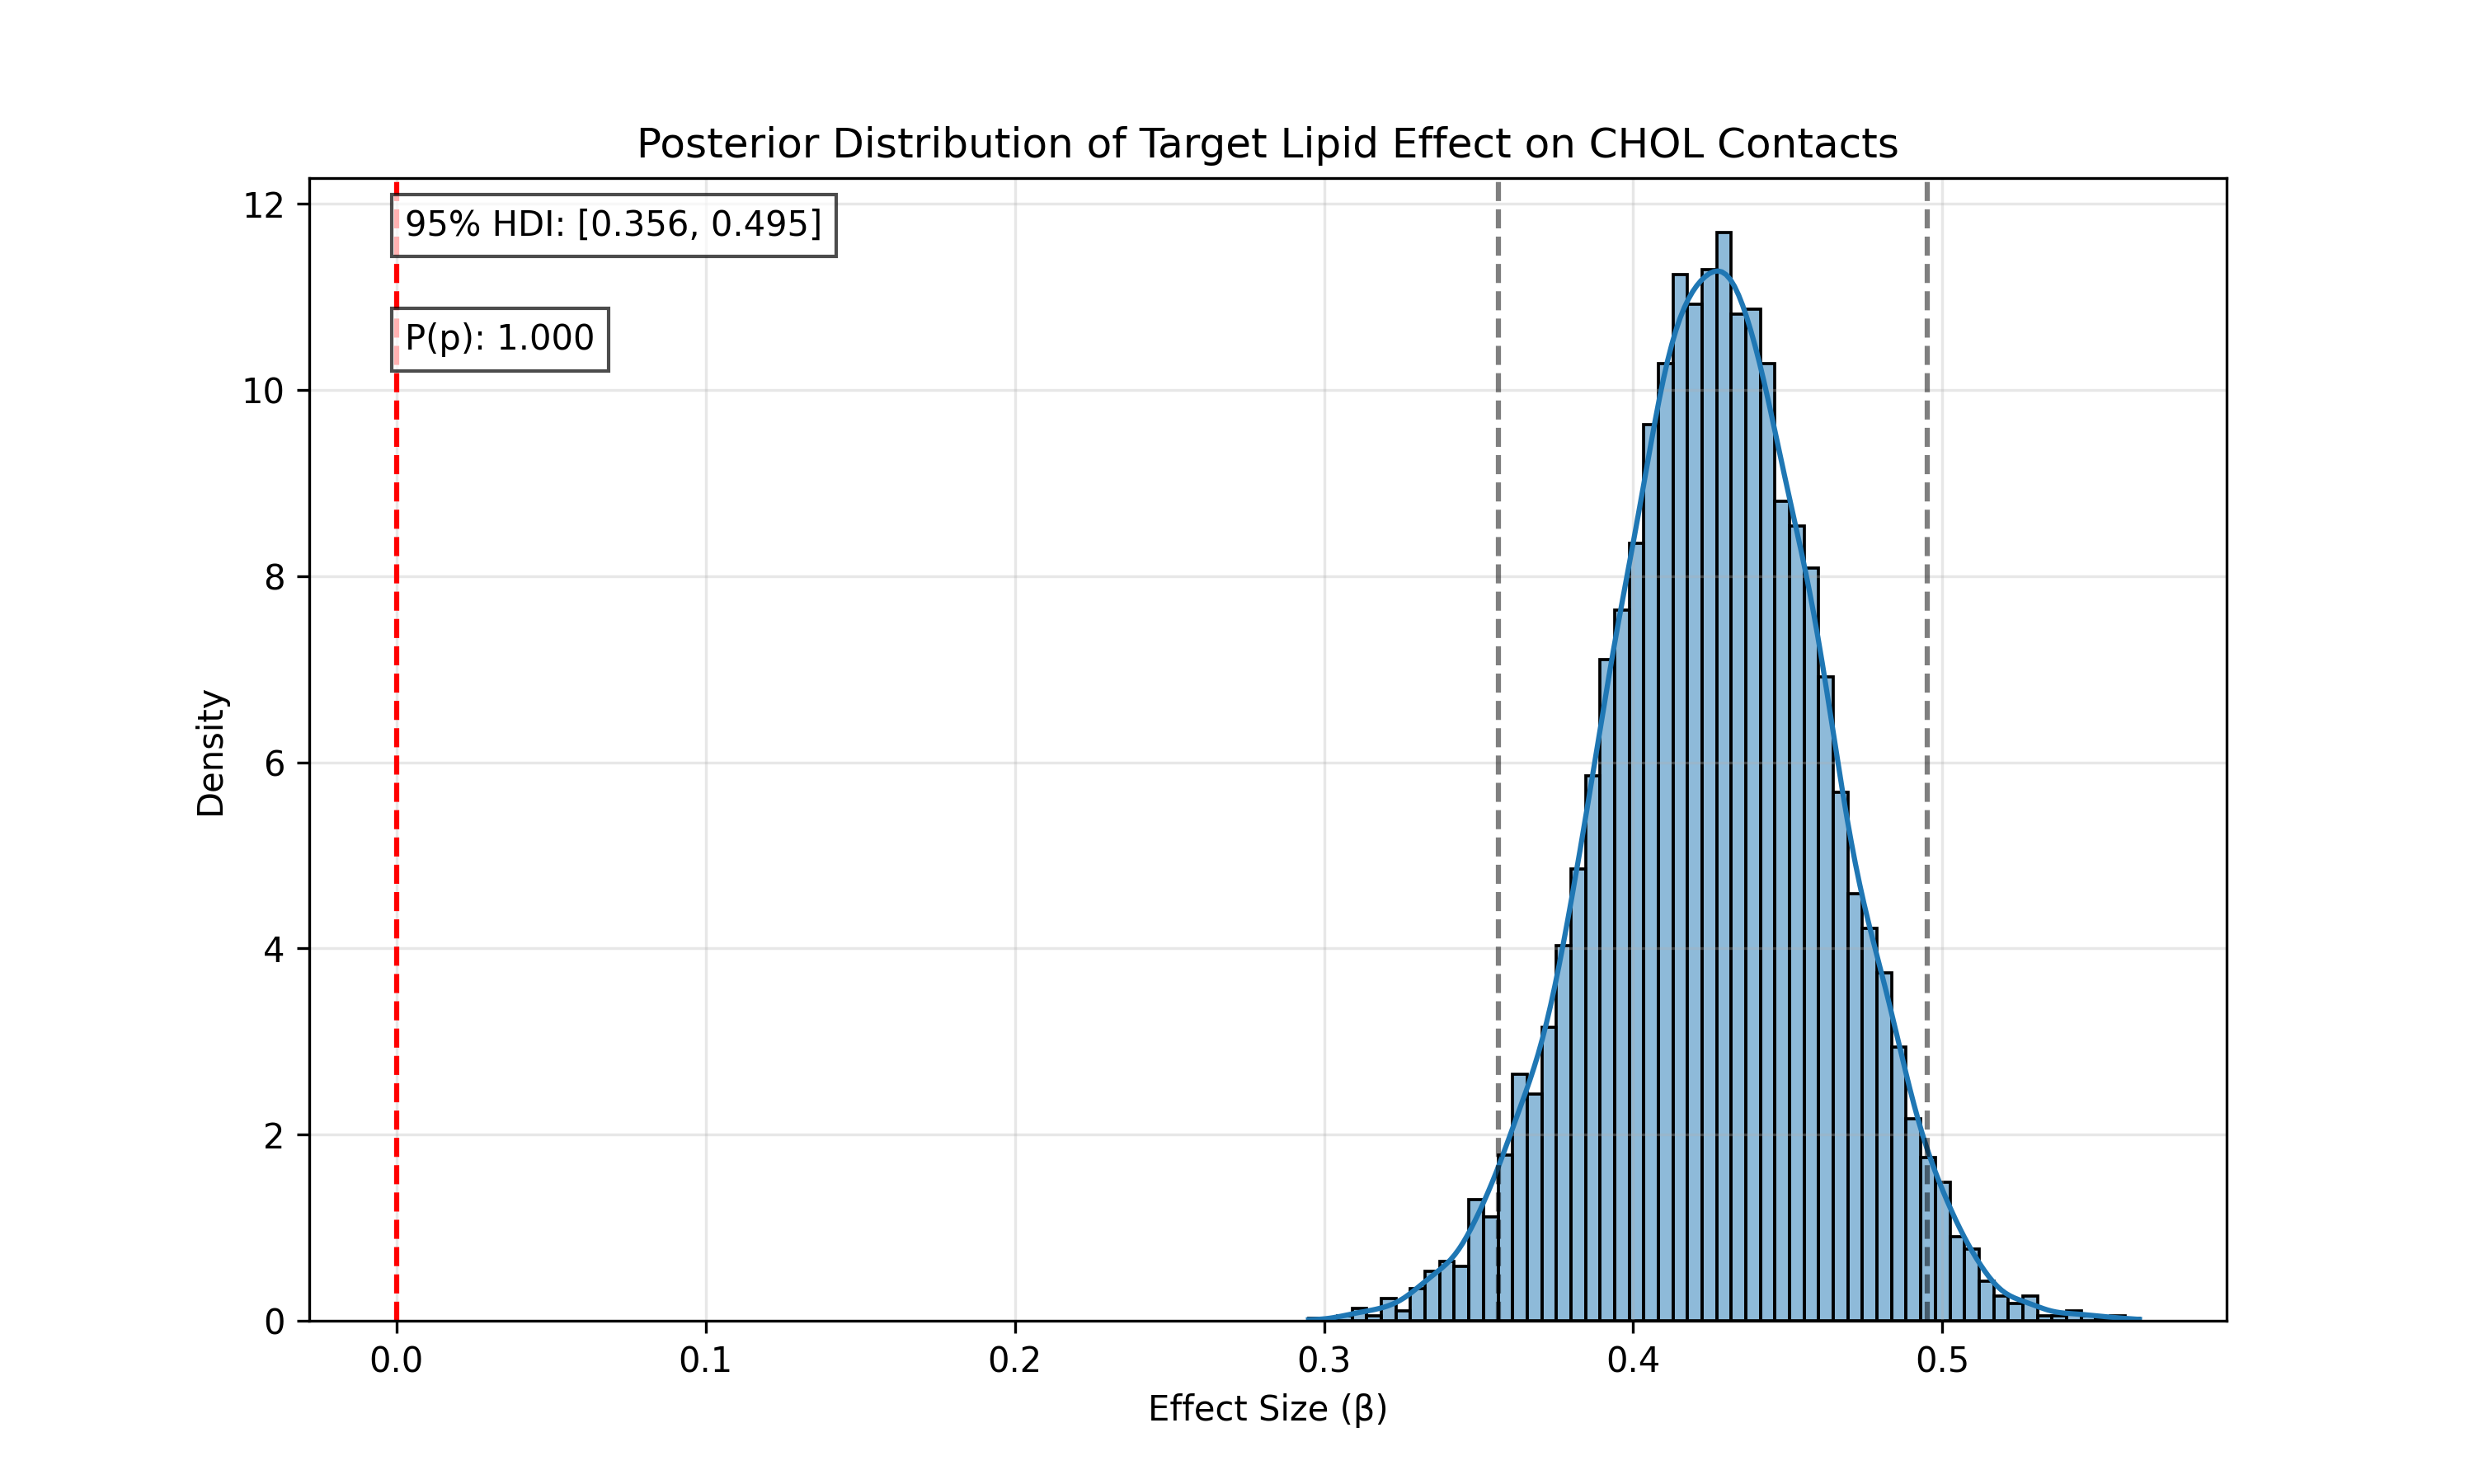 Posterior Distribution of Target Lipid Effect on CHOL Contacts
95% HDI: [0.356, 0.495]
P(p): 1.000
Density
12
10
8
6
4
2
0
0.0 0.1 0.2 0.3 0.4 0.5
Effect Size (β)